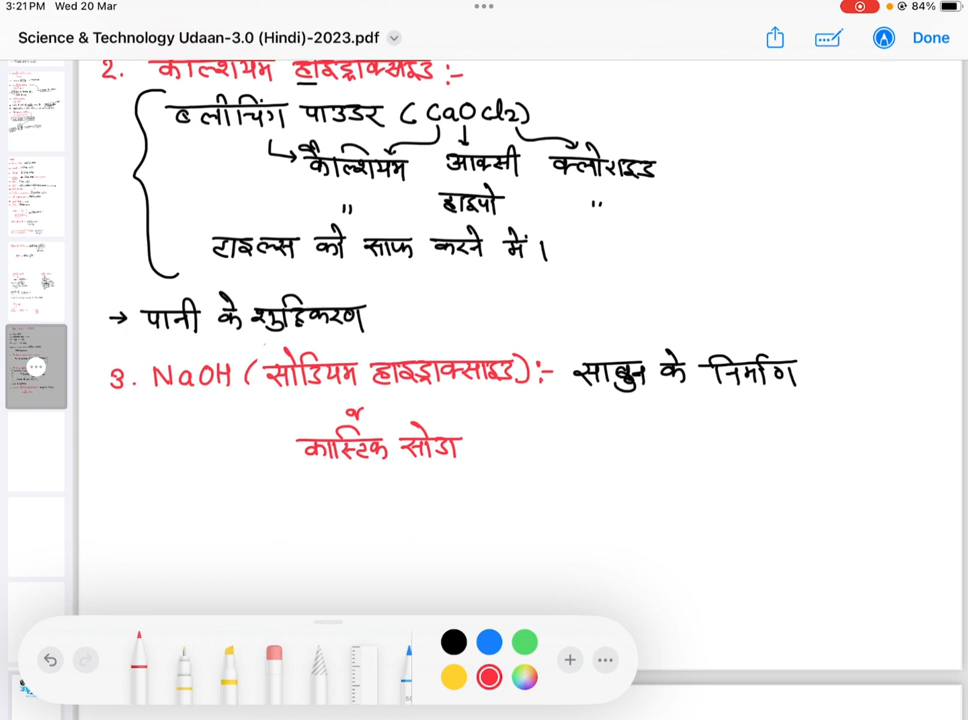 3:21 PM Wed 20 Mar
84%
Science & Technology Udaan-3.0 (Hindi)-2023.pdf
Done
2. काल्शियम हाइड्राक्साइड :-
ब्लीचिंग पाउडर ( CaOCl2)
कैल्शियम आक्सी क्लोराइड
" हाइपो "
टाइल्स को साफ करने में।
→ पानी के शुद्धिकरण
3. NaOH ( सोडियम हाइड्राक्साइड) :- साबुन के निर्माण
or
कास्टिक सोडा